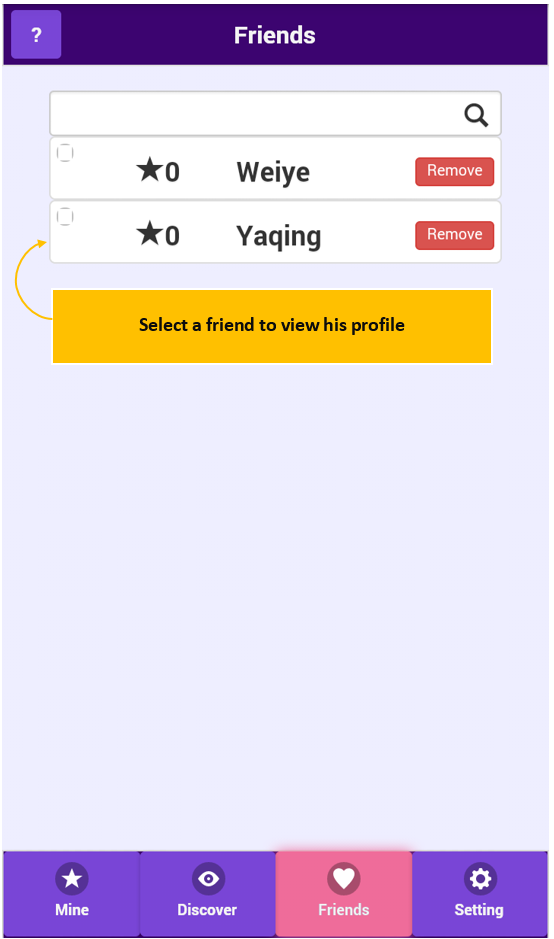 ?
Friends
★0 Weiye Remove
★0 Yaqing Remove
Select a friend to view his profile
Mine Discover Friends Setting